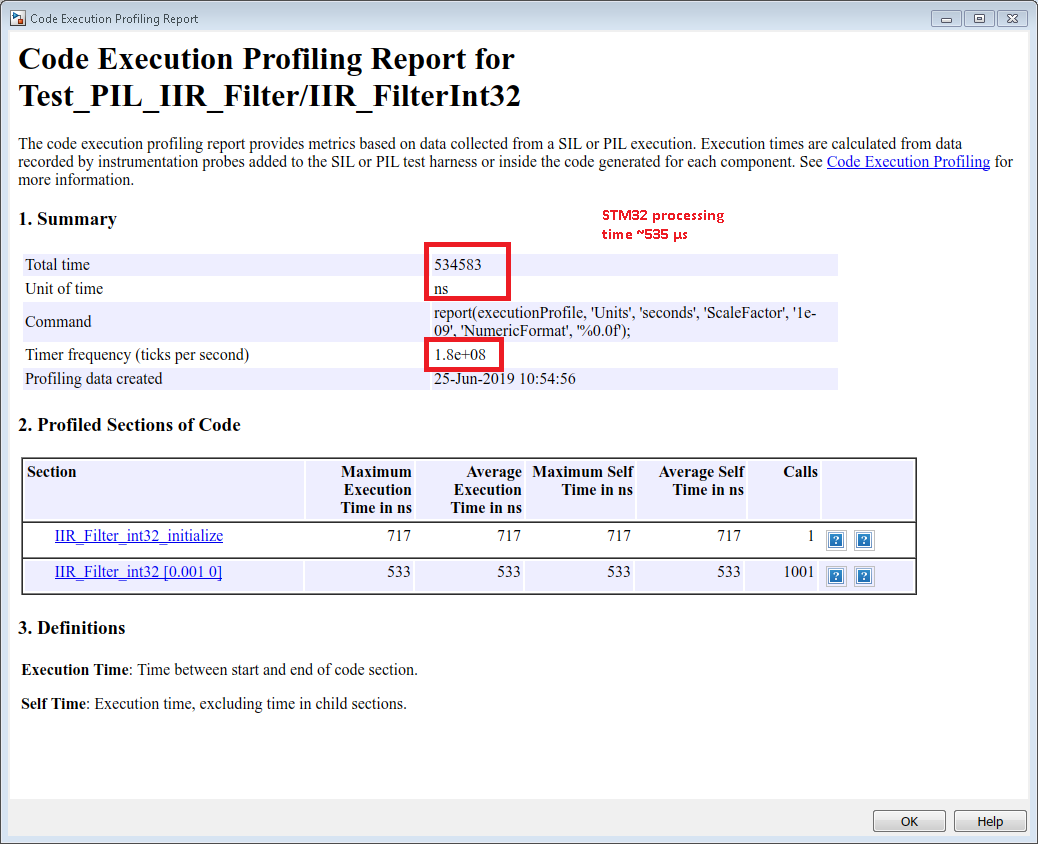 Code Execution Profiling Report
Code Execution Profiling Report for
Test_PIL_IIR_Filter/IIR_FilterInt32
The code execution profiling report provides metrics based on data collected from a SIL or PIL execution. Execution times are calculated from data
recorded by instrumentation probes added to the SIL or PIL test harness or inside the code generated for each component. See Code Execution Profiling for
more information.
1. Summary
STM32 processing
time ~535 µs
Total time 534583
Unit of time ns
Command report(executionProfile, 'Units', 'seconds', 'ScaleFactor', '1e-
09', 'NumericFormat', '%0.0f');
Timer frequency (ticks per second) 1.8e+08
Profiling data created 25-Jun-2019 10:54:56
2. Profiled Sections of Code
Section Maximum Average Maximum Self Average Self Calls
Execution Execution Time in ns Time in ns
Time in ns Time in ns
IIR_Filter_int32_initialize 717 717 717 717 1 ? ?
IIR_Filter_int32 [0.001 0] 533 533 533 533 1001 ? ?
3. Definitions
Execution Time: Time between start and end of code section.
Self Time: Execution time, excluding time in child sections.
OK Help